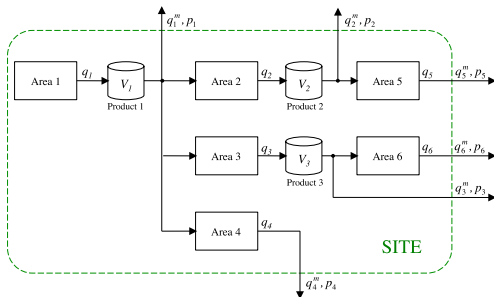 q₁ᵐ, p₁
q₂ᵐ, p₂
Area 1
q₁
V₁
Product 1
Area 2
q₂
V₂
Product 2
Area 5
q₅
q₅ᵐ, p₅
Area 3
q₃
V₃
Product 3
Area 6
q₆
q₆ᵐ, p₆
q₃ᵐ, p₃
Area 4
q₄
SITE
q₄ᵐ, p₄